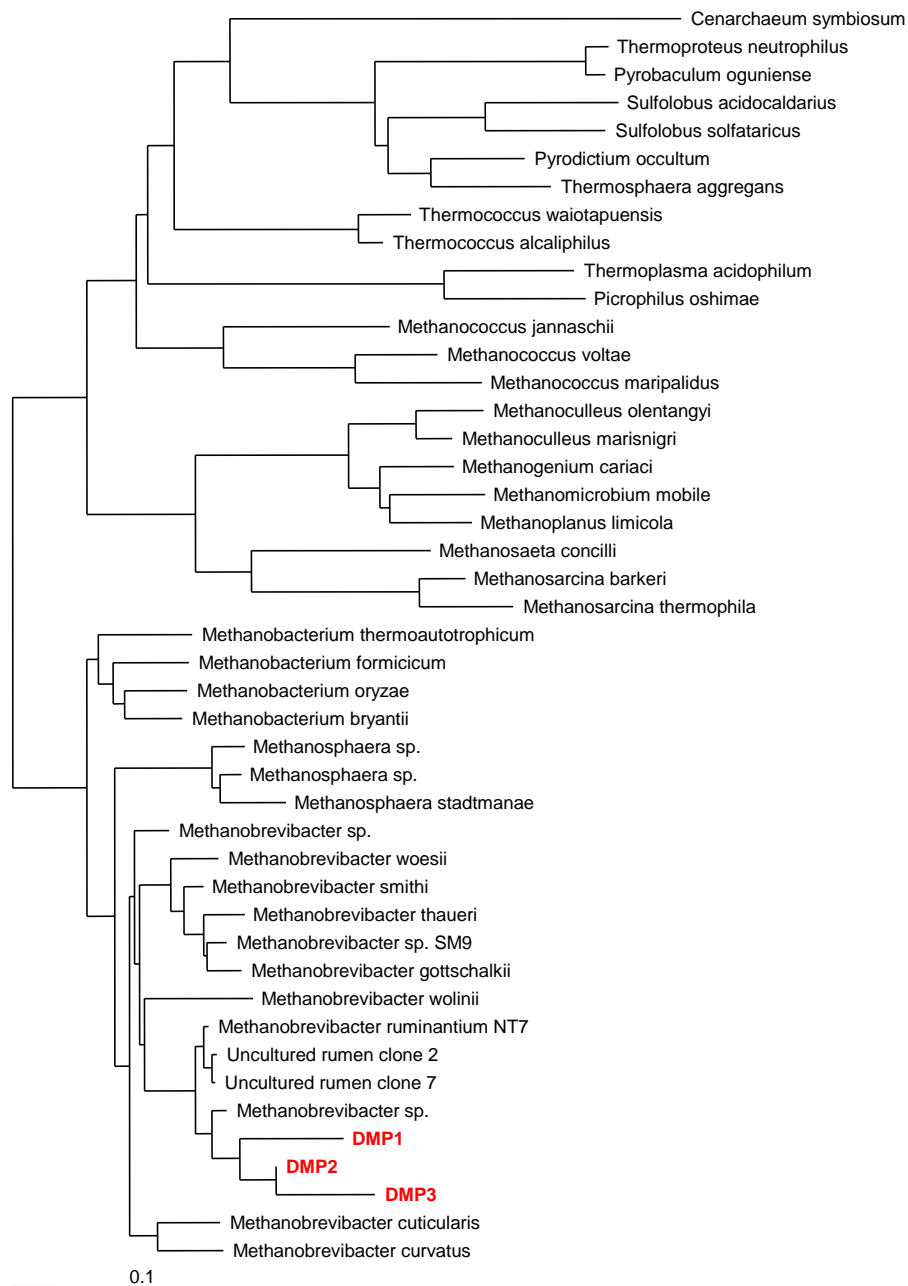 Cenarchaeum symbiosum
Thermoproteus neutrophilus
Pyrobaculum oguniense
Sulfolobus acidocaldarius
Sulfolobus solfataricus
Pyrodictium occultum
Thermosphaera aggregans
Thermococcus waiotapuensis
Thermococcus alcaliphilus
Thermoplasma acidophilum
Picrophilus oshimae
Methanococcus jannaschii
Methanococcus voltae
Methanococcus maripalidus
Methanoculleus olentangyi
Methanoculleus marisnigri
Methanogenium cariaci
Methanomicrobium mobile
Methanoplanus limicola
Methanosaeta concilli
Methanosarcina barkeri
Methanosarcina thermophila
Methanobacterium thermoautotrophicum
Methanobacterium formicicum
Methanobacterium oryzae
Methanobacterium bryantii
Methanosphaera sp.
Methanosphaera sp.
Methanosphaera stadtmanae
Methanobrevibacter sp.
Methanobrevibacter woesii
Methanobrevibacter smithi
Methanobrevibacter thaueri
Methanobrevibacter sp. SM9
Methanobrevibacter gottschalkii
Methanobrevibacter wolinii
Methanobrevibacter ruminantium NT7
Uncultured rumen clone 2
Uncultured rumen clone 7
Methanobrevibacter sp.
DMP1
DMP2
DMP3
Methanobrevibacter cuticularis
Methanobrevibacter curvatus
0.1